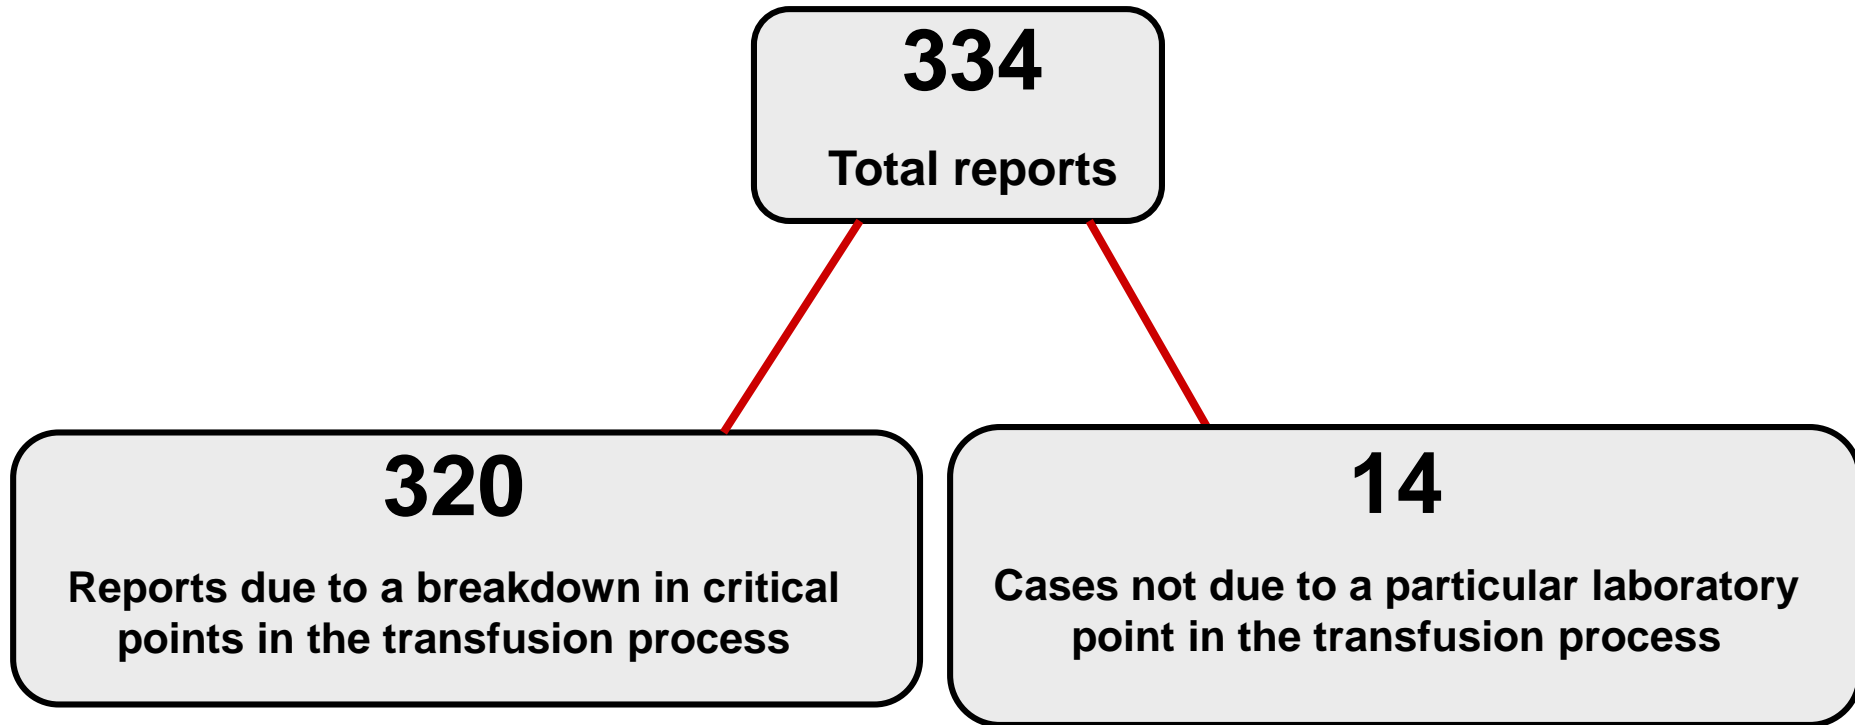 334
Total reports
320
Reports due to a breakdown in critical
points in the transfusion process
14
Cases not due to a particular laboratory
point in the transfusion process